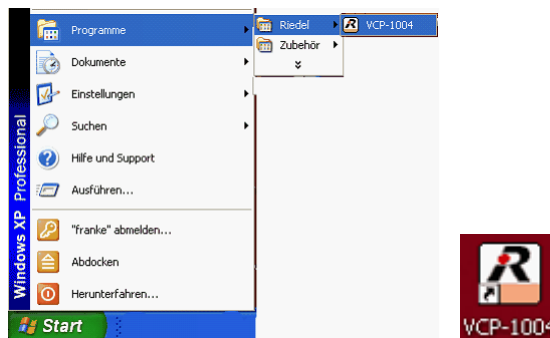 Programme
Riedel
VCP-1004
Dokumente
Zubehör
Einstellungen
Suchen
Hilfe und Support
Ausführen...
"franke" abmelden...
Abdocken
Herunterfahren...
Windows XP Professional
Start
R
VCP-1004